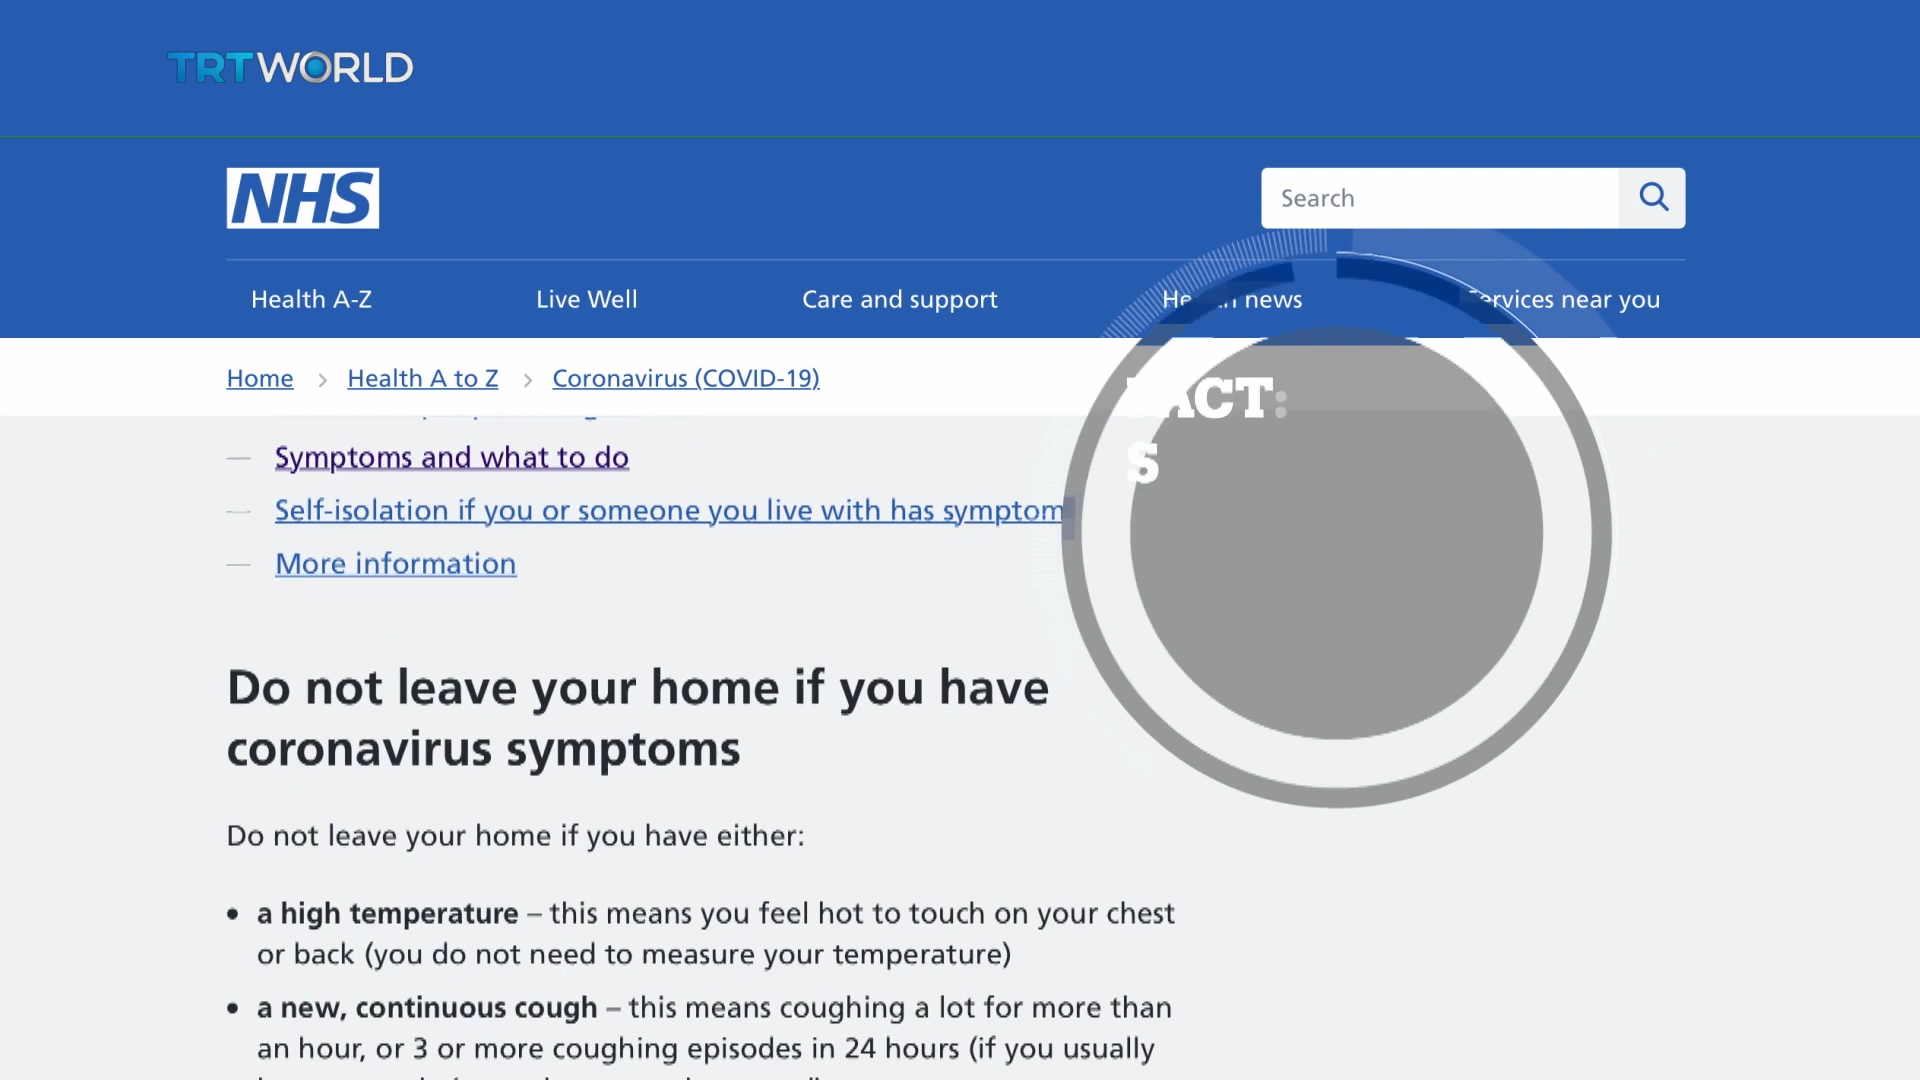 TRT WORLD
NHS
Search
Health A-Z
Live Well
Care and support
news
Services near you
Home
Health A to Z
Coronavirus (COVID-19)
FACT:
S
Symptoms and what to do
Self-isolation if you or someone you live with has symptom
More information
Do not leave your home if you have
coronavirus symptoms
Do not leave your home if you have either:
• a high temperature – this means you feel hot to touch on your chest
or back (you do not need to measure your temperature)
• a new, continuous cough – this means coughing a lot for more than
an hour, or 3 or more coughing episodes in 24 hours (if you usually